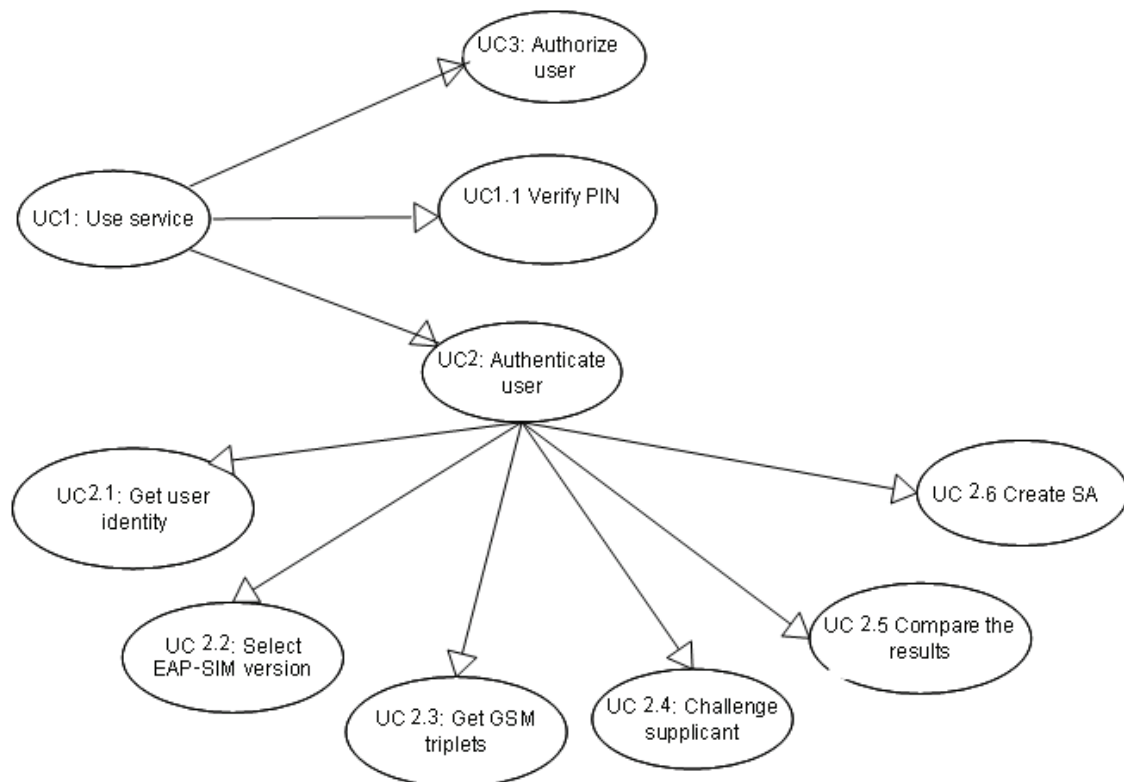 UC3: Authorize
user
UC1.1 Verify PIN
UC1: Use service
UC2: Authenticate
user
UC2.1: Get user
identity
UC 2.6 Create SA
UC 2.2: Select
EAP-SIM version
UC 2.5 Compare the
results
UC 2.3: Get GSM
triplets
UC 2.4: Challenge
supplicant